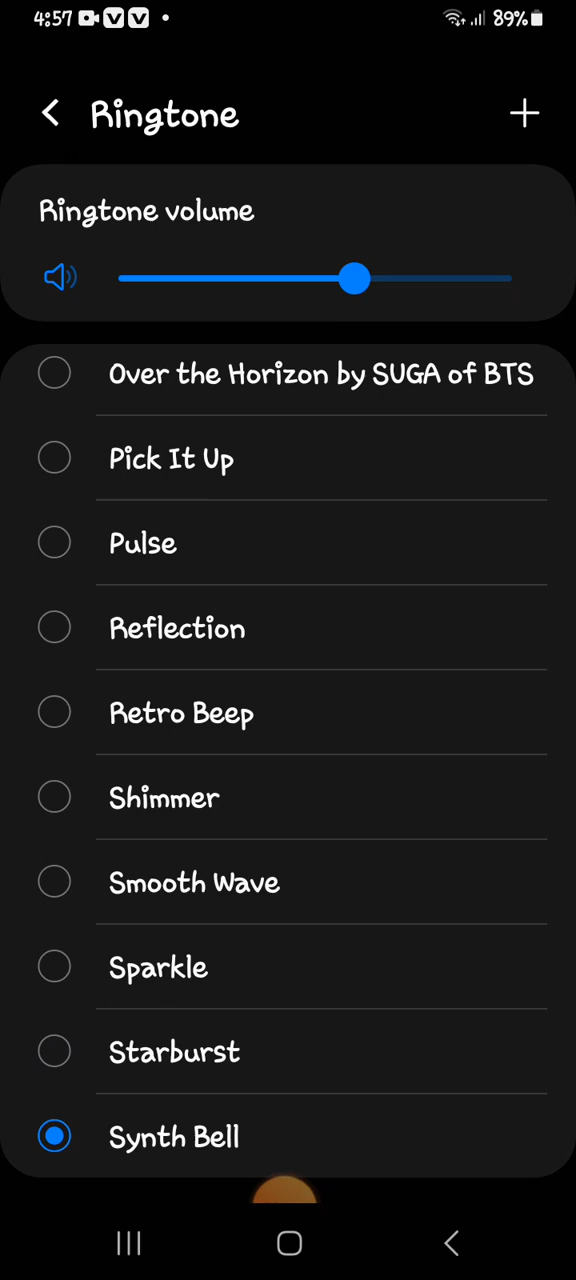 4:57 V V 89%
Ringtone
Ringtone volume
Over the Horizon by SUGA of BTS
Pick It Up
Pulse
Reflection
Retro Beep
Shimmer
Smooth Wave
Sparkle
Starburst
Synth Bell